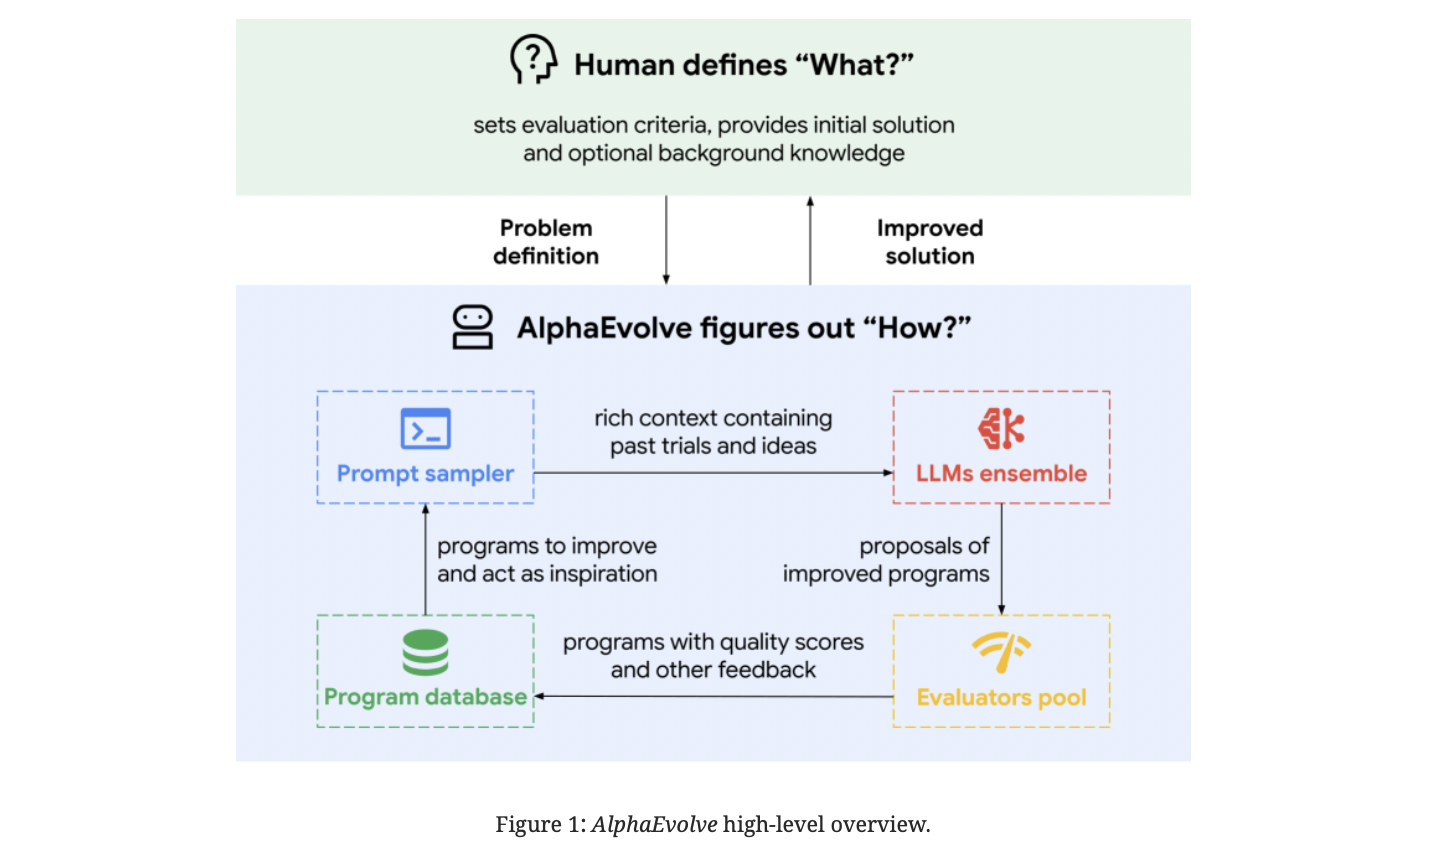 Human defines “What?”
sets evaluation criteria, provides initial solution
and optional background knowledge
Problem
definition
Improved
solution
AlphaEvolve figures out “How?”
Prompt sampler
rich context containing
past trials and ideas
LLMs ensemble
programs to improve
and act as inspiration
proposals of
improved programs
Program database
programs with quality scores
and other feedback
Evaluators pool
Figure 1: AlphaEvolve high-level overview.